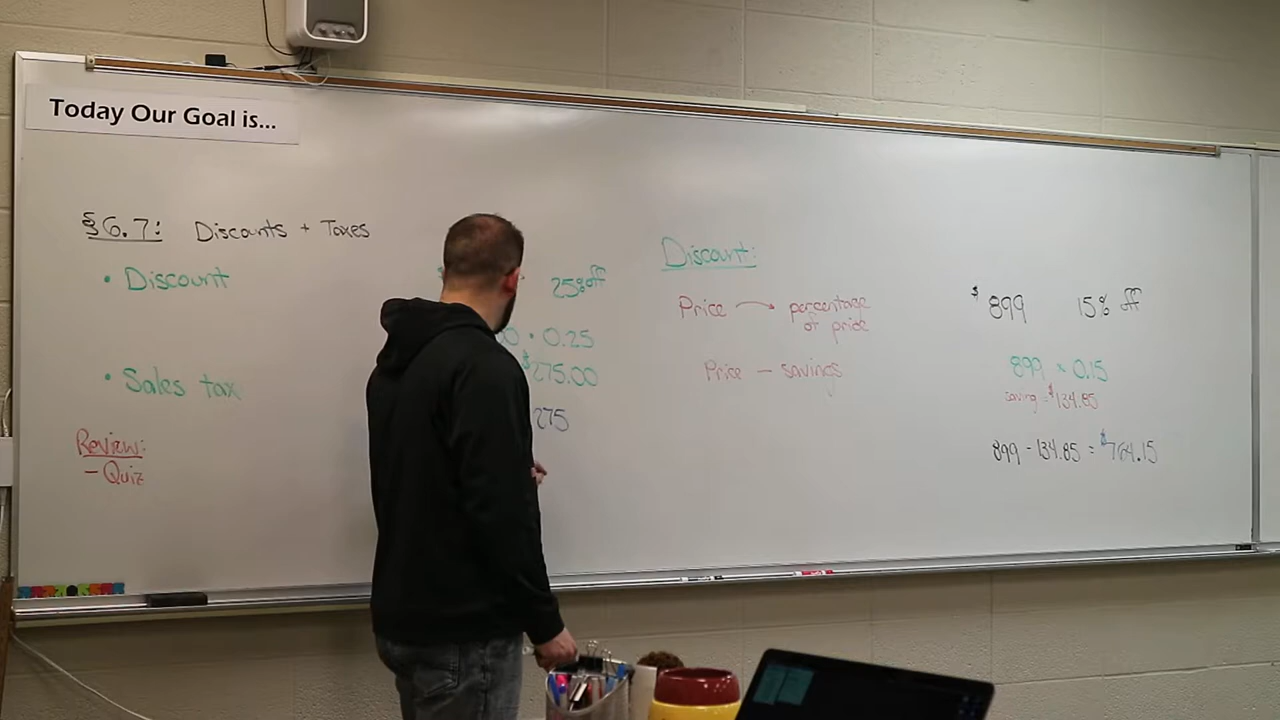 Today Our Goal is...
§6.7: Discounts + Taxes
• Discount
• Sales tax
Review:
- Quiz
25% off
0 • 0.25
$275.00
275
Discount:
Price → percentage
of price
Price - savings
$899 15% off
899 x 0.15
saving = $134.85
899 - 134.85 = $764.15